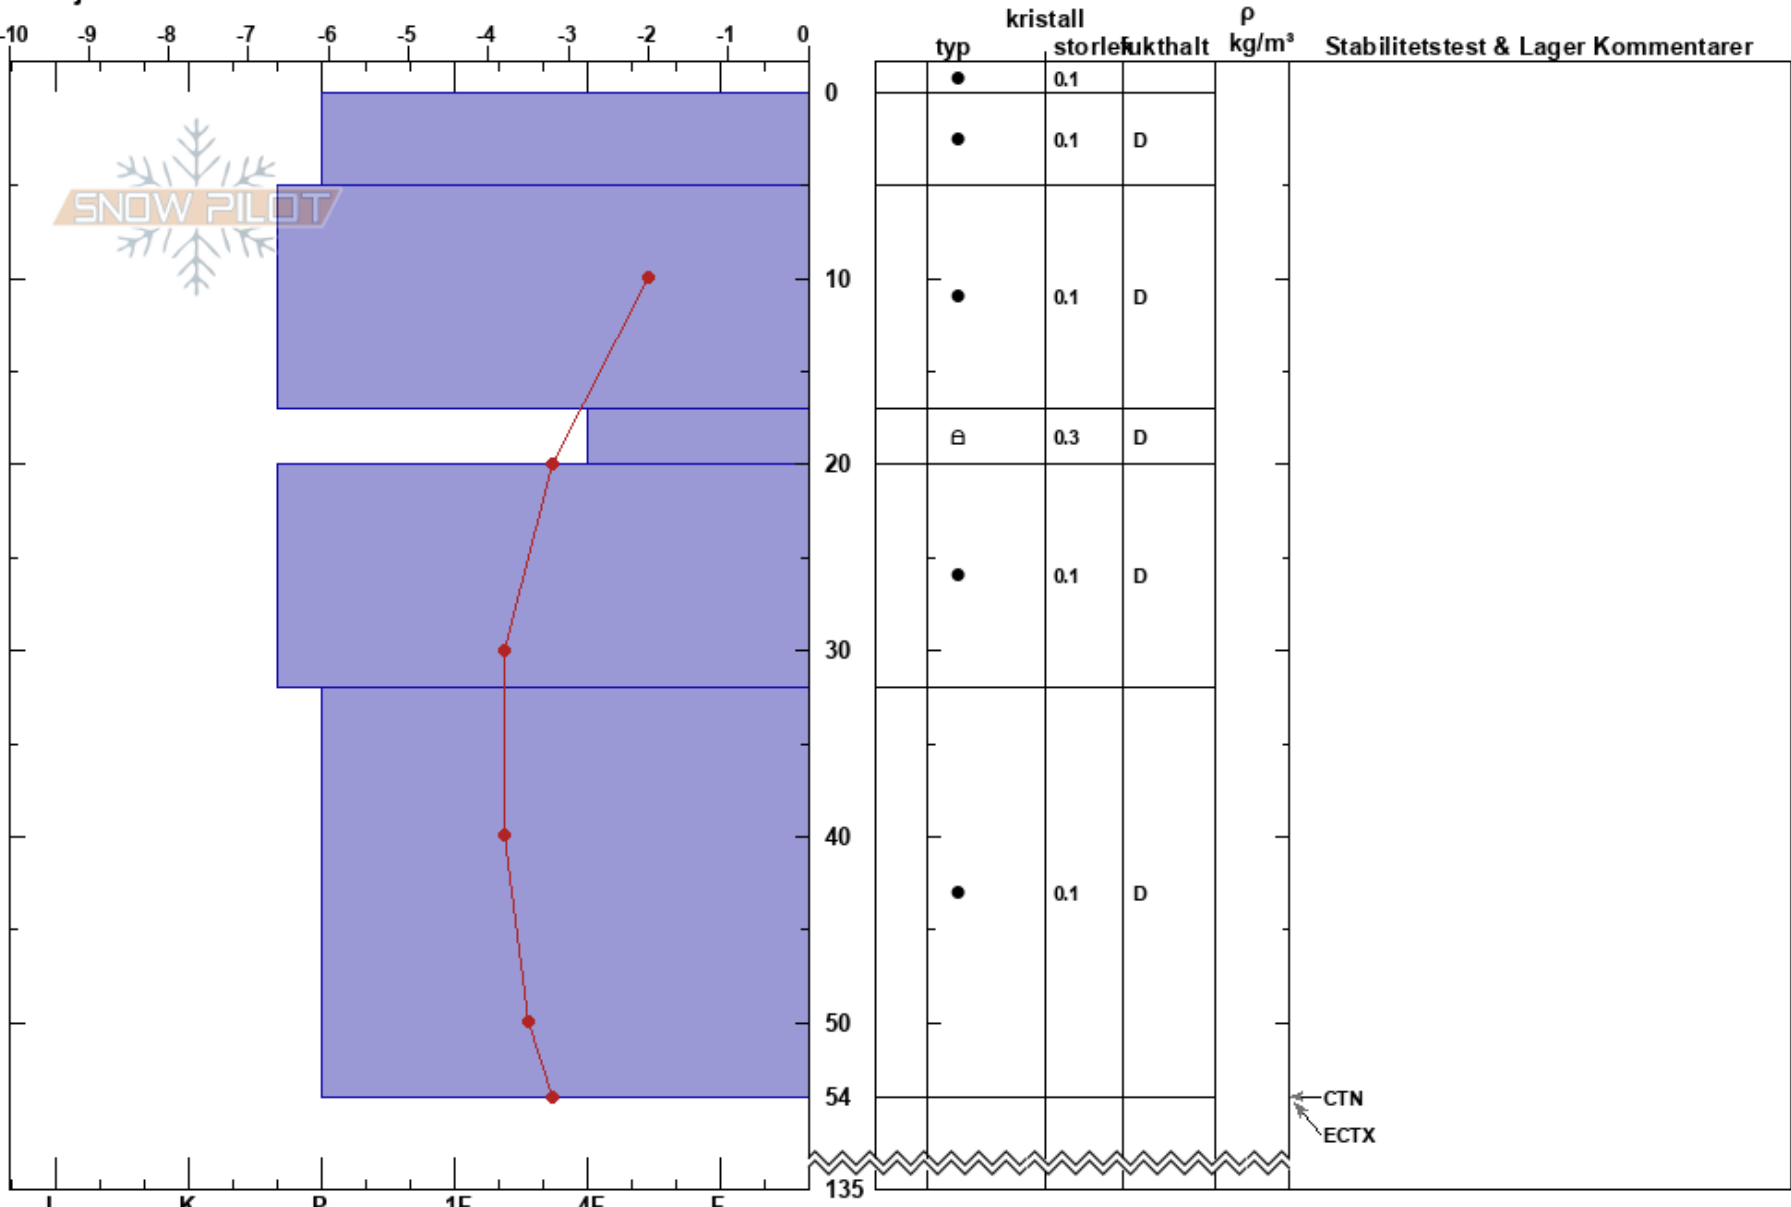 kristall ρ
-10 -9 -8 -7 -6 -5 -4 -3 -2 -1 0 typ storlek fukthalt kg/m³ Stabilitetstest & Lager Kommentarer
0.1
0
0.1 D
SNOW PILOT
10
0.1 D
0.3 D
20
0.1 D
30
40
0.1 D
50
54 CTN
ECTX
135
I K P 1F 4F F